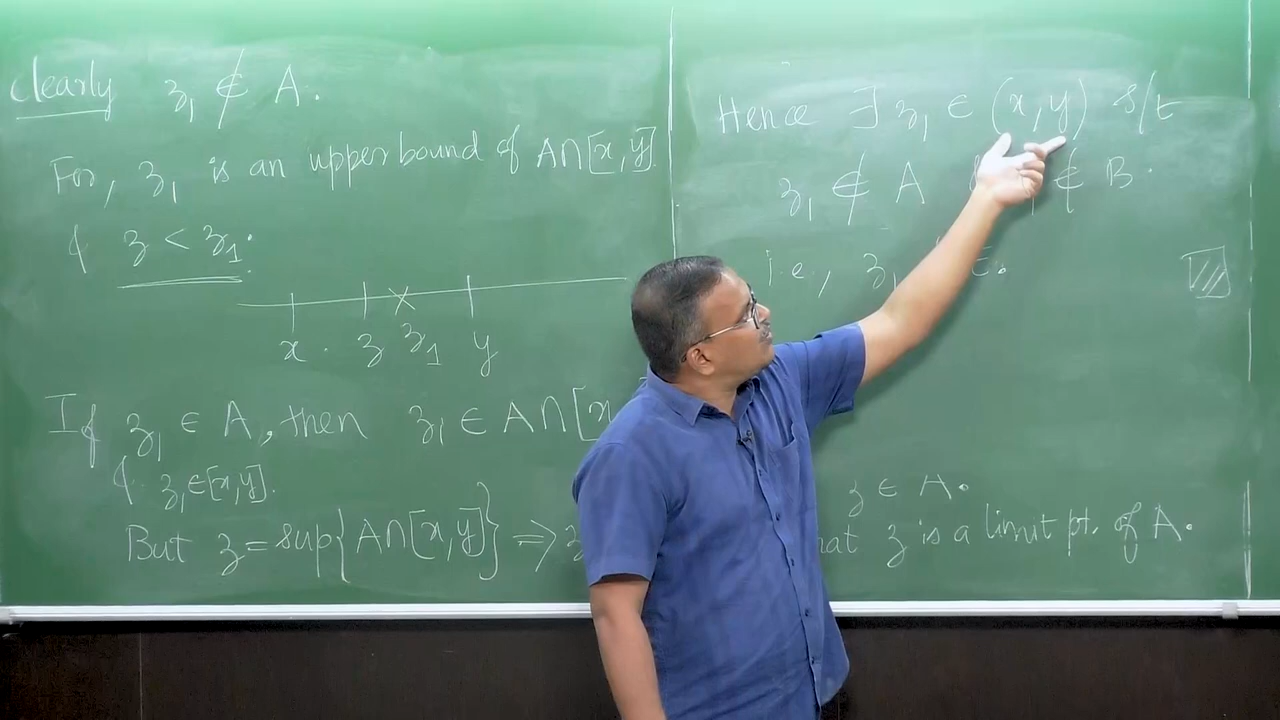 Clearly z₁ ∉ A.
For, z₁ is an upper bound of A∩[x,y].
& z < z₁.
x z z₁ y
If z₁ ∈ A, then z₁ ∈ A∩[x
& z₁∈[x,y].
But z = sup{A∩[x,y]} ⇒ z
Hence ∃ z₁ ∈ (x,y) s/t
z₁ ∉ A ∉ B.
i.e., z₁ E.
z ∈ A.
z is a limit pt. of A.